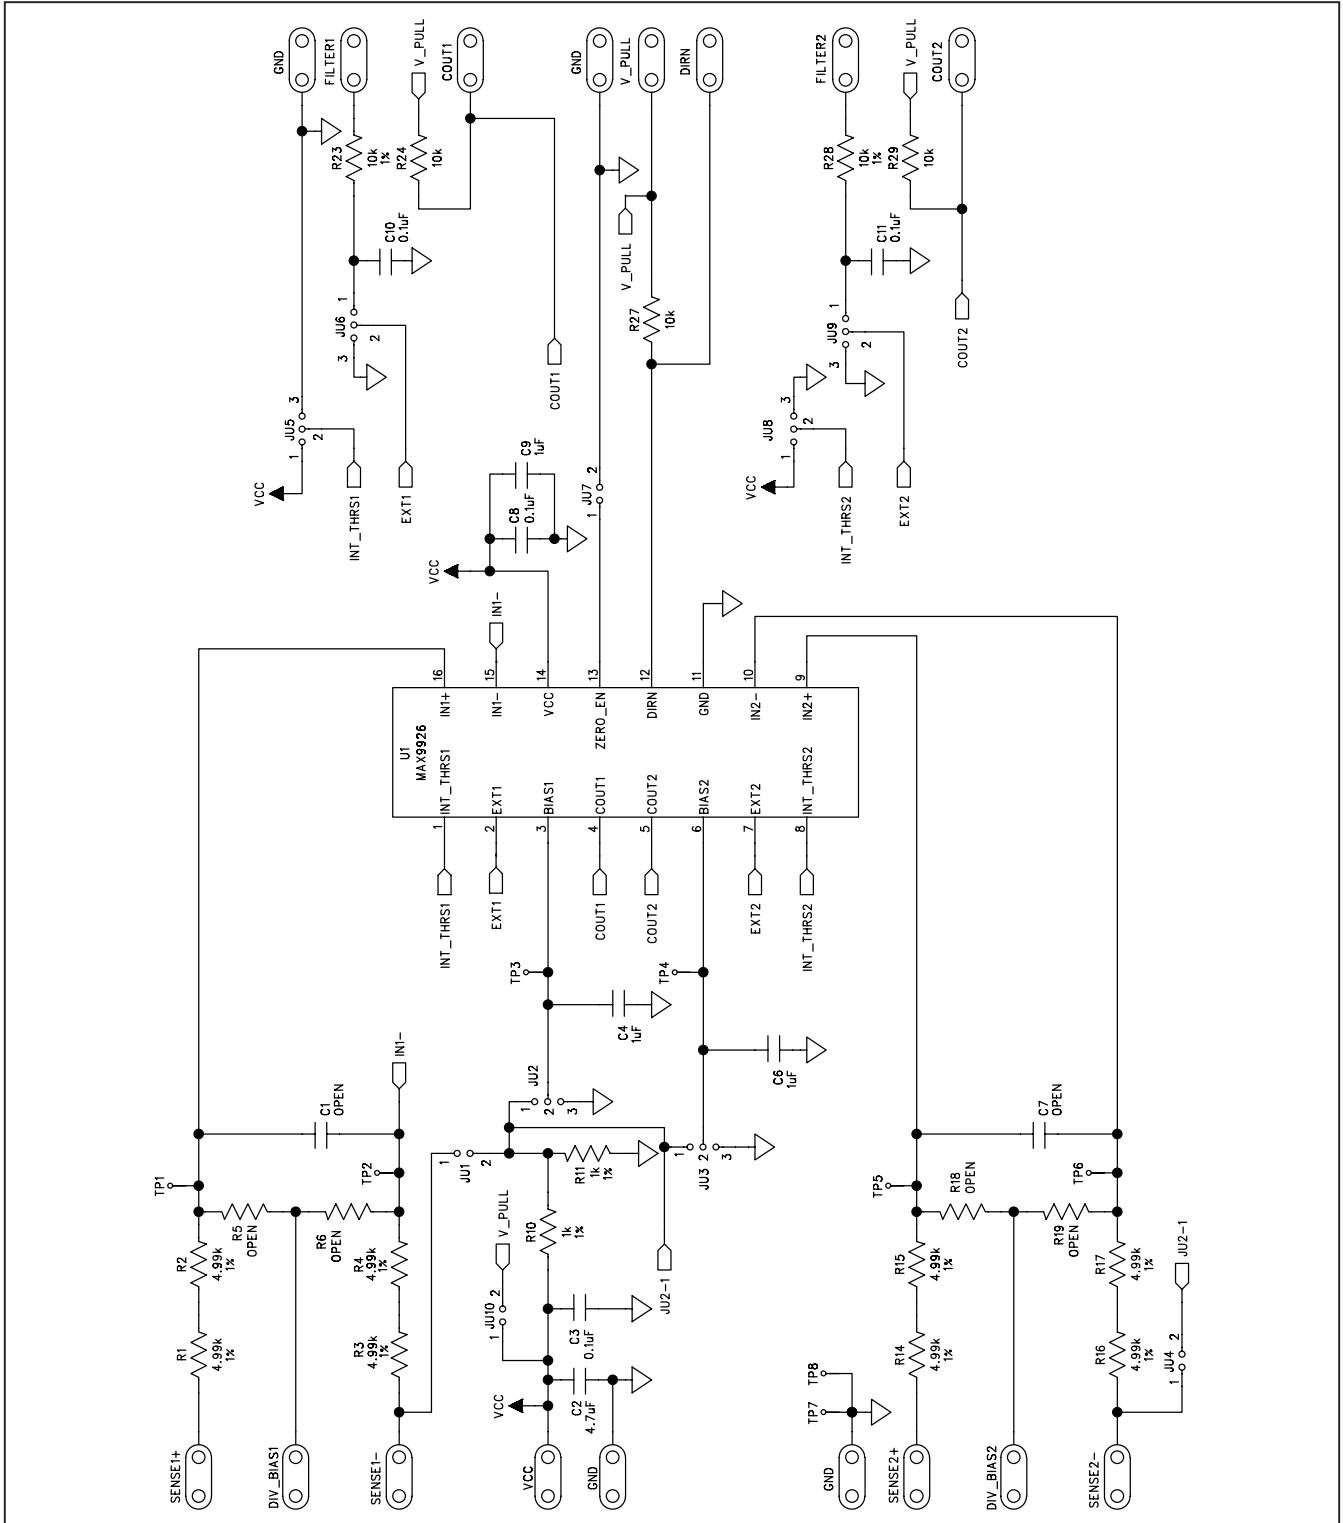 GND
FILTER1
V_PULL
COUT1
GND
V_PULL
DIRN
FILTER2
V_PULL
COUT2
R23
10k
1%
R24
10k
C10
0.1uF
V_PULL
R27
10k
R28
10k
1%
R29
10k
C11
0.1uF
JU6
1
2
3
JU5
1
2
3
VCC
INT_THRS1
EXT1
COUT1
JU9
1
2
3
JU8
1
2
3
VCC
INT_THRS2
EXT2
COUT2
VCC
C8
0.1uF
C9
1uF
JU7
1
2
IN1-
U1
MAX9926
16
IN1+
15
IN1-
14
VCC
13
ZERO_EN
12
DIRN
11
GND
10
IN2-
9
IN2+
INT_THRS1
1
EXT1
2
BIAS1
3
COUT1
4
COUT2
5
BIAS2
6
EXT2
7
INT_THRS2
8
INT_THRS1
EXT1
COUT1
COUT2
EXT2
INT_THRS2
TP3
C4
1uF
TP4
C6
1uF
IN1-
C1
OPEN
TP1
TP2
R5
OPEN
R6
OPEN
R2
4.99k
1%
R4
4.99k
1%
R1
4.99k
1%
R3
4.99k
1%
JU1
1
2
JU2
1
2
3
R11
1k
1%
JU3
1
2
3
R10
1k
1%
V_PULL
JU10
1
2
JU2-1
C3
0.1uF
C2
4.7uF
VCC
C7
OPEN
TP5
TP6
R18
OPEN
R19
OPEN
R15
4.99k
1%
R17
4.99k
1%
R14
4.99k
1%
R16
4.99k
1%
JU2-1
JU4
1
2
TP8
TP7
SENSE1+
DIV_BIAS1
SENSE1-
VCC
GND
GND
SENSE2+
DIV_BIAS2
SENSE2-